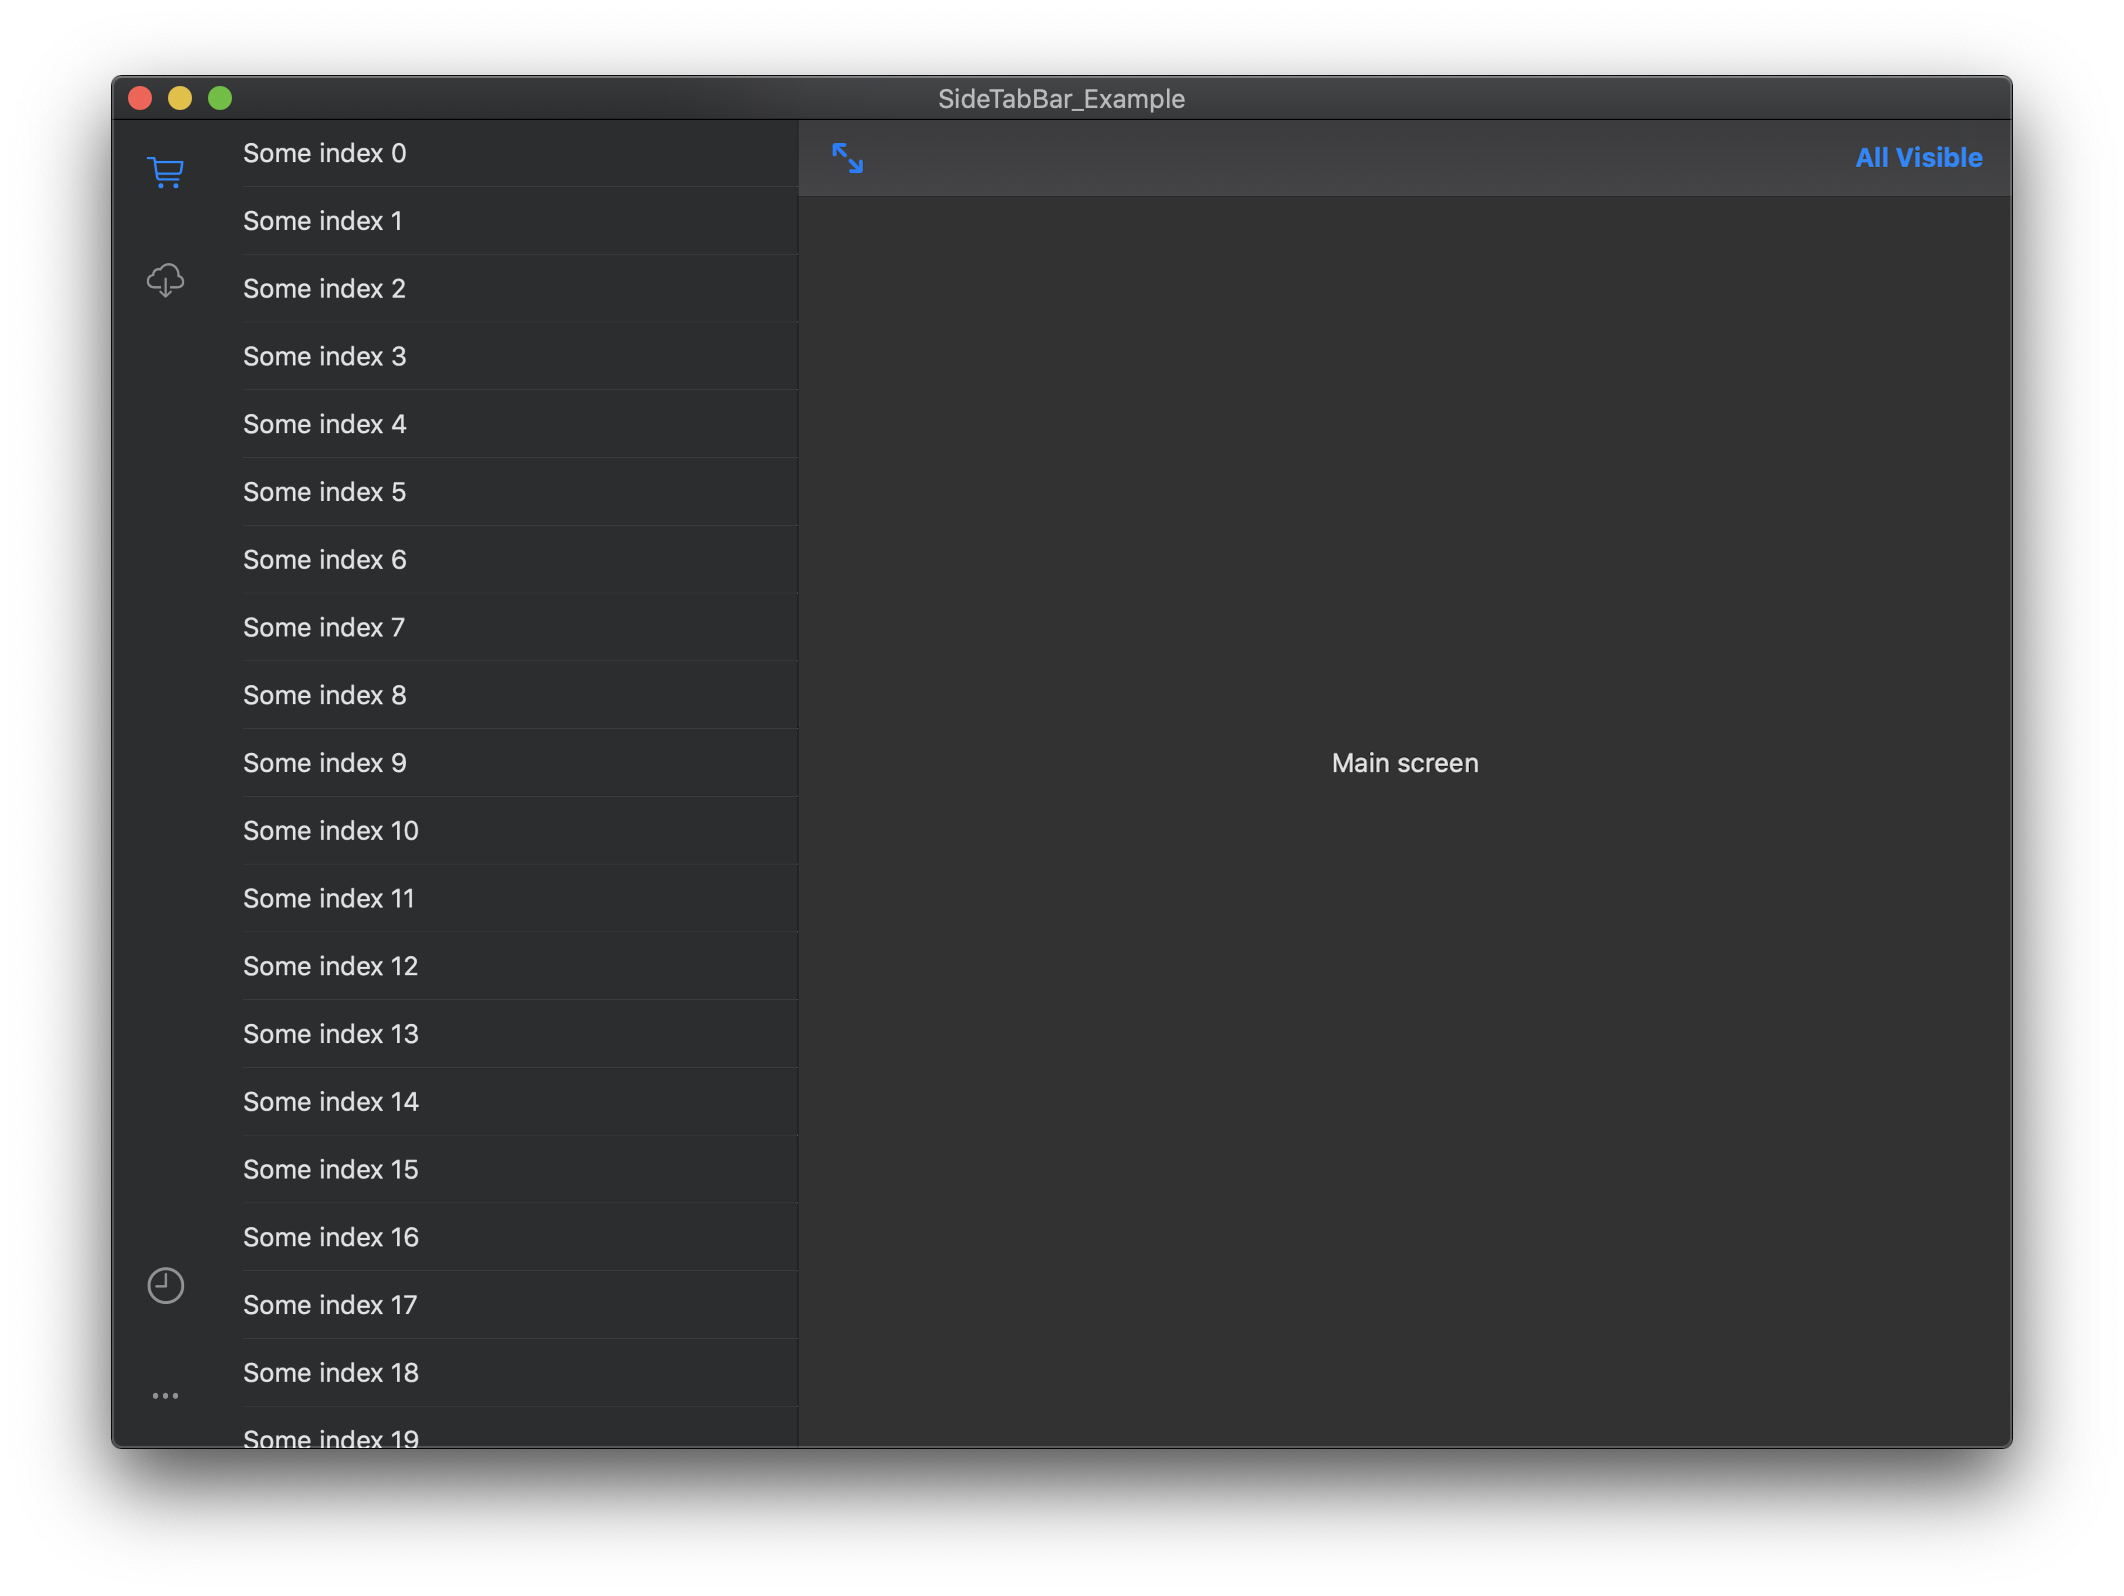 SideTabBar_Example
Some index 0
Some index 1
Some index 2
Some index 3
Some index 4
Some index 5
Some index 6
Some index 7
Some index 8
Some index 9
Some index 10
Some index 11
Some index 12
Some index 13
Some index 14
Some index 15
Some index 16
Some index 17
Some index 18
Some index 19
All Visible
Main screen